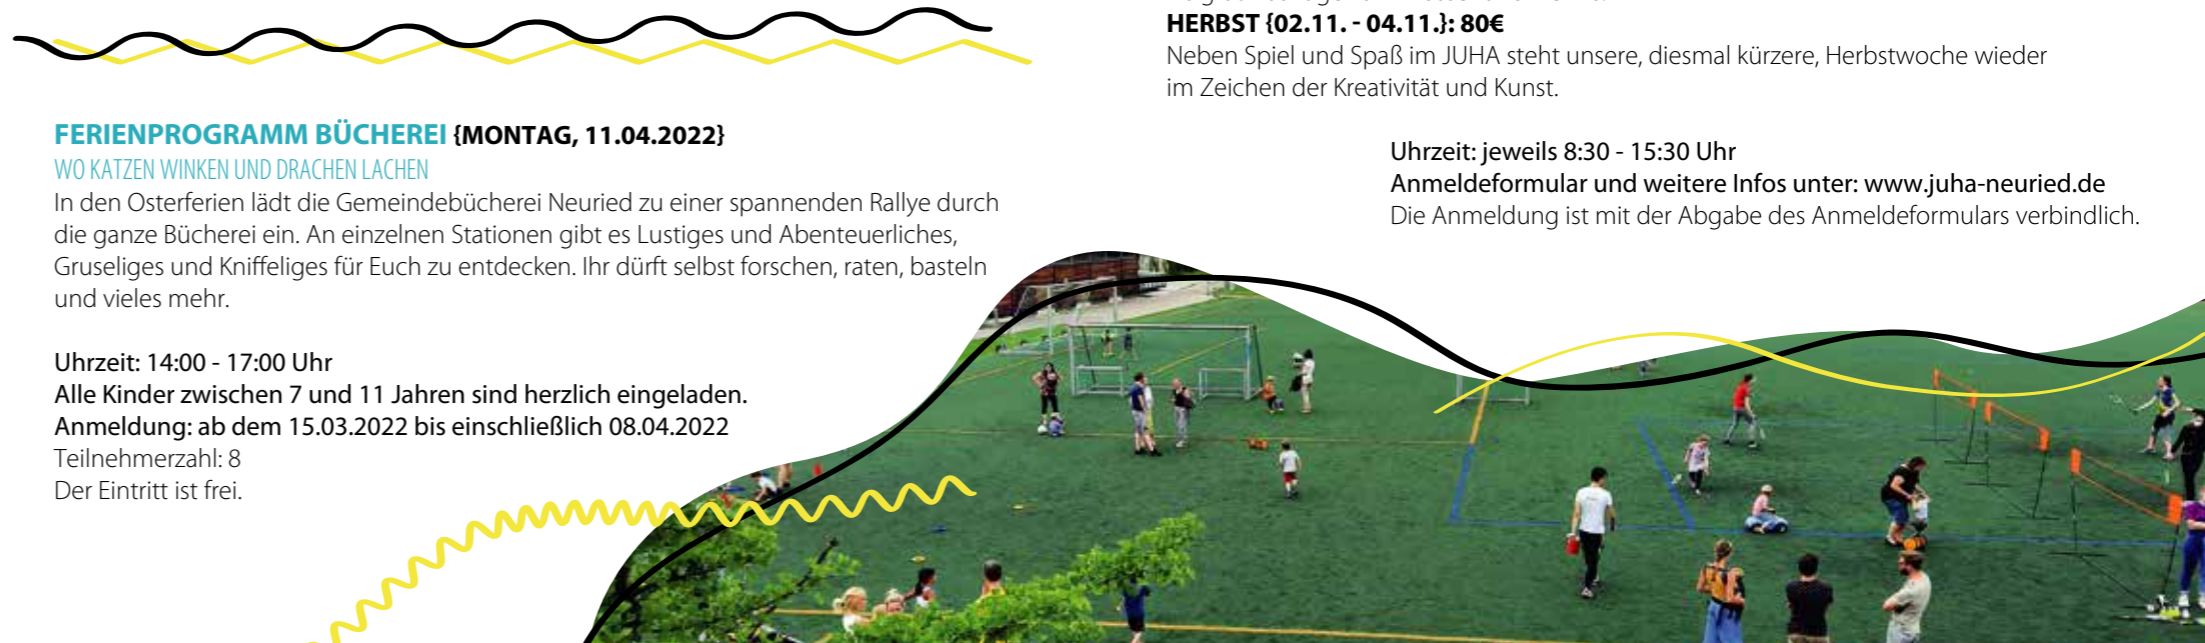 FERIENPROGRAMM BÜCHEREI {MONTAG, 11.04.2022}
WO KATZEN WINKEN UND DRACHEN LACHEN
In den Osterferien lädt die Gemeindebücherei Neuried zu einer spannenden Rallye durch
die ganze Bücherei ein. An einzelnen Stationen gibt es Lustiges und Abenteuerliches,
Gruseliges und Kniffeliges für Euch zu entdecken. Ihr dürft selbst forschen, raten, basteln
und vieles mehr.
Uhrzeit: 14:00 - 17:00 Uhr
Alle Kinder zwischen 7 und 11 Jahren sind herzlich eingeladen.
Anmeldung: ab dem 15.03.2022 bis einschließlich 08.04.2022
Teilnehmerzahl: 8
Der Eintritt ist frei.
HERBST {02.11. - 04.11.}: 80€
Neben Spiel und Spaß im JUHA steht unsere, diesmal kürzere, Herbstwoche wieder
im Zeichen der Kreativität und Kunst.
Uhrzeit: jeweils 8:30 - 15:30 Uhr
Anmeldeformular und weitere Infos unter: www.juha-neuried.de
Die Anmeldung ist mit der Abgabe des Anmeldeformulars verbindlich.